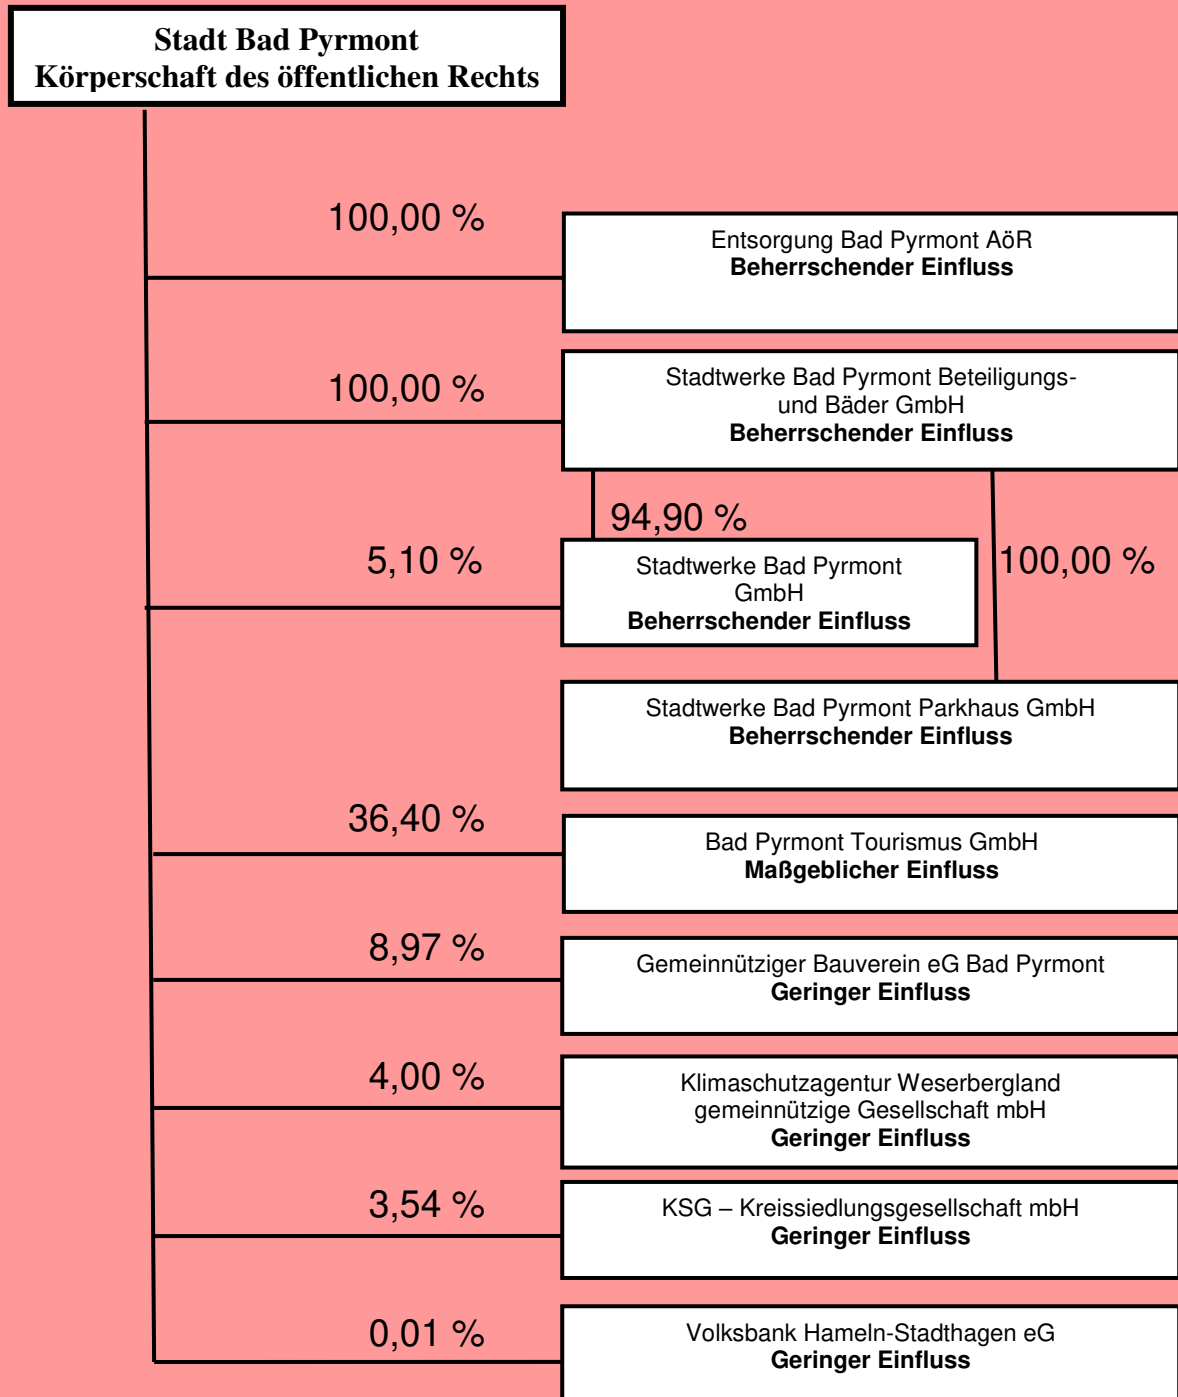 Stadt Bad Pyrmont
Körperschaft des öffentlichen Rechts
100,00 %
Entsorgung Bad Pyrmont AöR
Beherrschender Einfluss
100,00 %
Stadtwerke Bad Pyrmont Beteiligungs-
und Bäder GmbH
Beherrschender Einfluss
94,90 %
5,10 %
Stadtwerke Bad Pyrmont
GmbH
Beherrschender Einfluss
100,00 %
Stadtwerke Bad Pyrmont Parkhaus GmbH
Beherrschender Einfluss
36,40 %
Bad Pyrmont Tourismus GmbH
Maßgeblicher Einfluss
8,97 %
Gemeinnütziger Bauverein eG Bad Pyrmont
Geringer Einfluss
4,00 %
Klimaschutzagentur Weserbergland
gemeinnützige Gesellschaft mbH
Geringer Einfluss
3,54 %
KSG – Kreissiedlungsgesellschaft mbH
Geringer Einfluss
0,01 %
Volksbank Hameln-Stadthagen eG
Geringer Einfluss